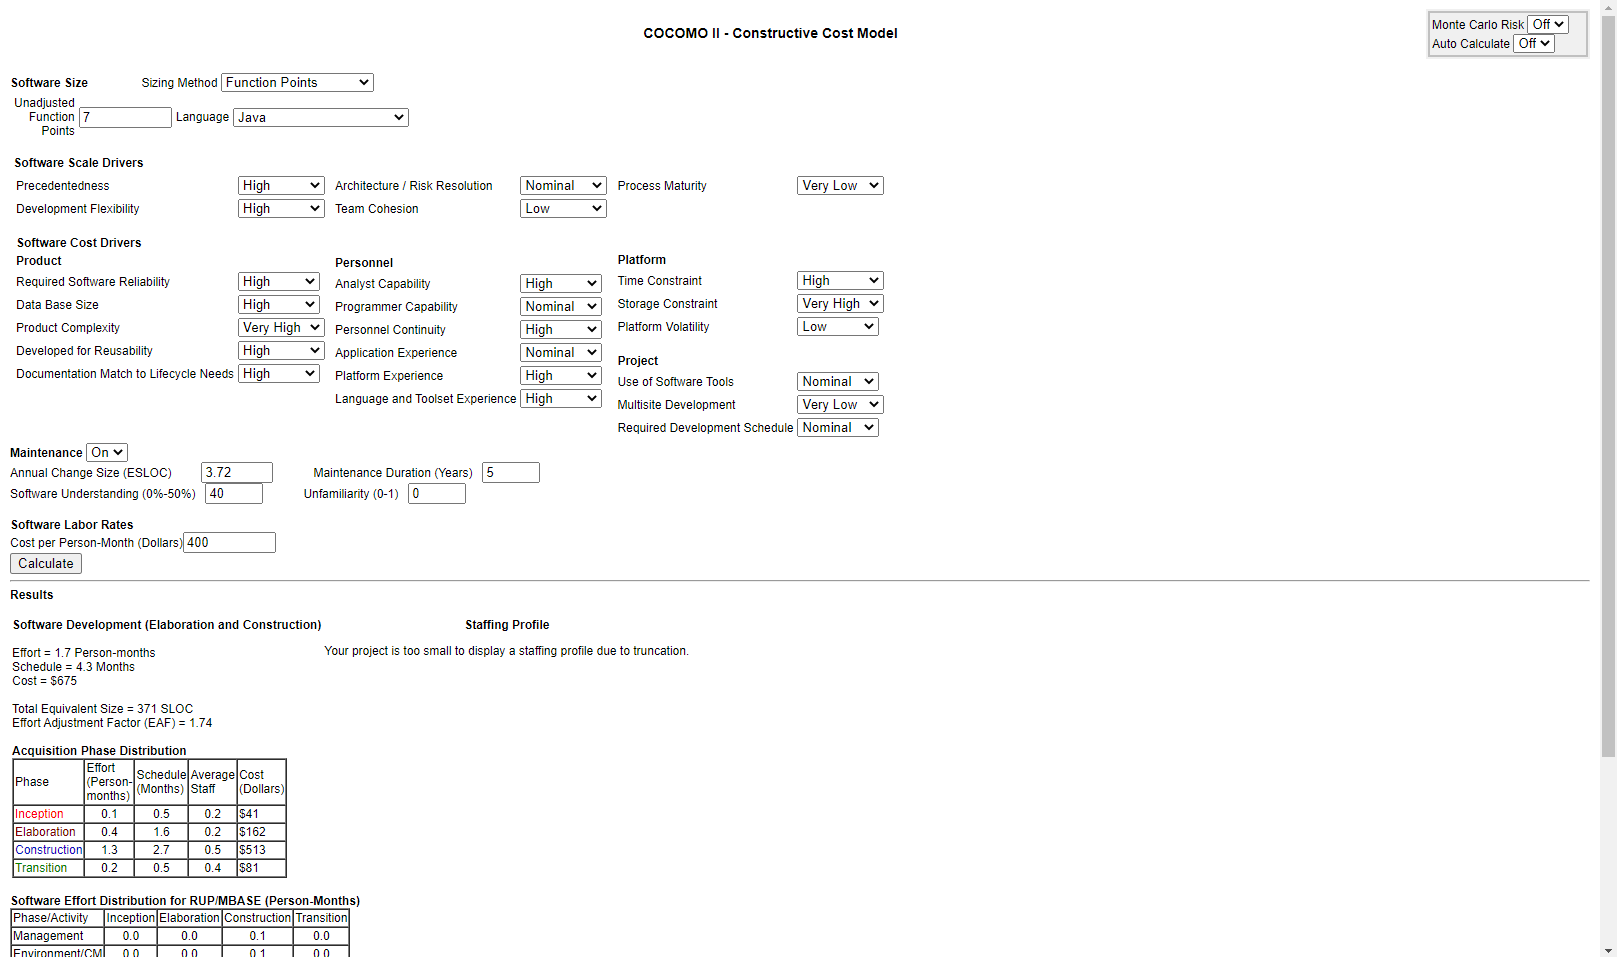 COCOMO II - Constructive Cost Model
Monte Carlo Risk Off
Auto Calculate Off
Software Size Sizing Method Function Points
Unadjusted
Function
Points
7 Language Java
Software Scale Drivers
Precedentedness High Architecture / Risk Resolution Nominal Process Maturity Very Low
Development Flexibility High Team Cohesion Low
Software Cost Drivers
Product
Required Software Reliability High
Data Base Size High
Product Complexity Very High
Developed for Reusability High
Documentation Match to Lifecycle Needs High
Personnel
Analyst Capability High
Programmer Capability Nominal
Personnel Continuity High
Application Experience Nominal
Platform Experience High
Language and Toolset Experience High
Platform
Time Constraint High
Storage Constraint Very High
Platform Volatility Low
Project
Use of Software Tools Nominal
Multisite Development Very Low
Required Development Schedule Nominal
Maintenance On
Annual Change Size (ESLOC) 3.72 Maintenance Duration (Years) 5
Software Understanding (0%-50%) 40 Unfamiliarity (0-1) 0
Software Labor Rates
Cost per Person-Month (Dollars) 400
Calculate
Results
Software Development (Elaboration and Construction)
Effort = 1.7 Person-months
Schedule = 4.3 Months
Cost = $675
Total Equivalent Size = 371 SLOC
Effort Adjustment Factor (EAF) = 1.74
Staffing Profile
Your project is too small to display a staffing profile due to truncation.
Acquisition Phase Distribution
Phase Effort (Person-months) Schedule (Months) Average Staff Cost (Dollars)
Inception 0.1 0.5 0.2 $41
Elaboration 0.4 1.6 0.2 $162
Construction 1.3 2.7 0.5 $513
Transition 0.2 0.5 0.4 $81
Software Effort Distribution for RUP/MBASE (Person-Months)
Phase/Activity Inception Elaboration Construction Transition
Management 0.0 0.0 0.1 0.0
Environment/CM 0.0 0.0 0.1 0.0